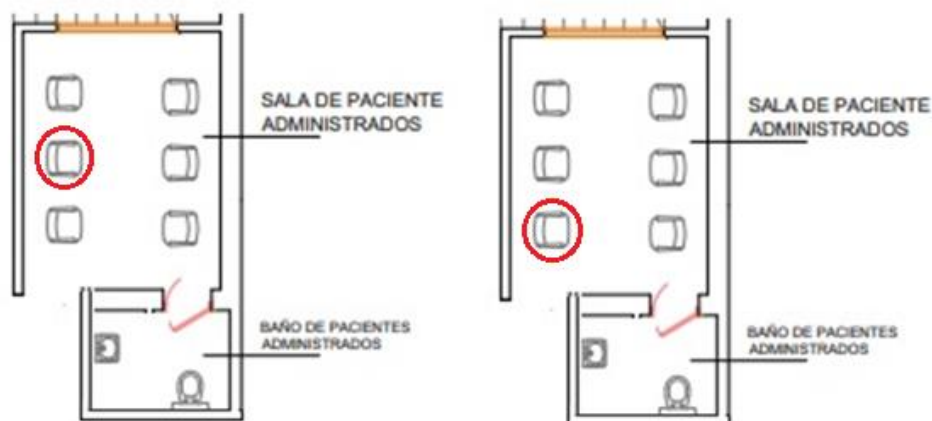 SALA DE PACIENTE
ADMINISTRADOS
BAÑO DE PACIENTES
ADMINISTRADOS
SALA DE PACIENTE
ADMINISTRADOS
BAÑO DE PACIENTES
ADMINISTRADOS